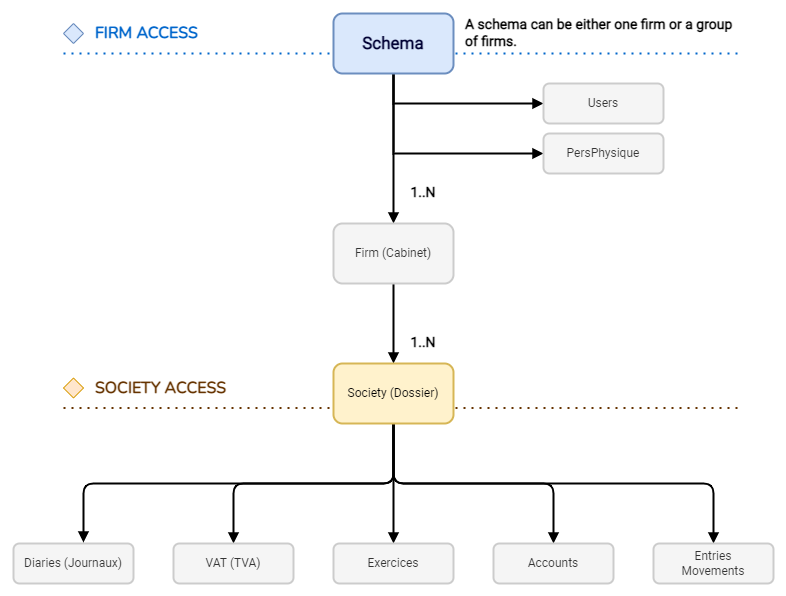 FIRM ACCESS
Schema
A schema can be either one firm or a group
of firms.
Users
PersPhysique
1..N
Firm (Cabinet)
1..N
SOCIETY ACCESS
Society (Dossier)
Diaries (Journaux)
VAT (TVA)
Exercices
Accounts
Entries
Movements